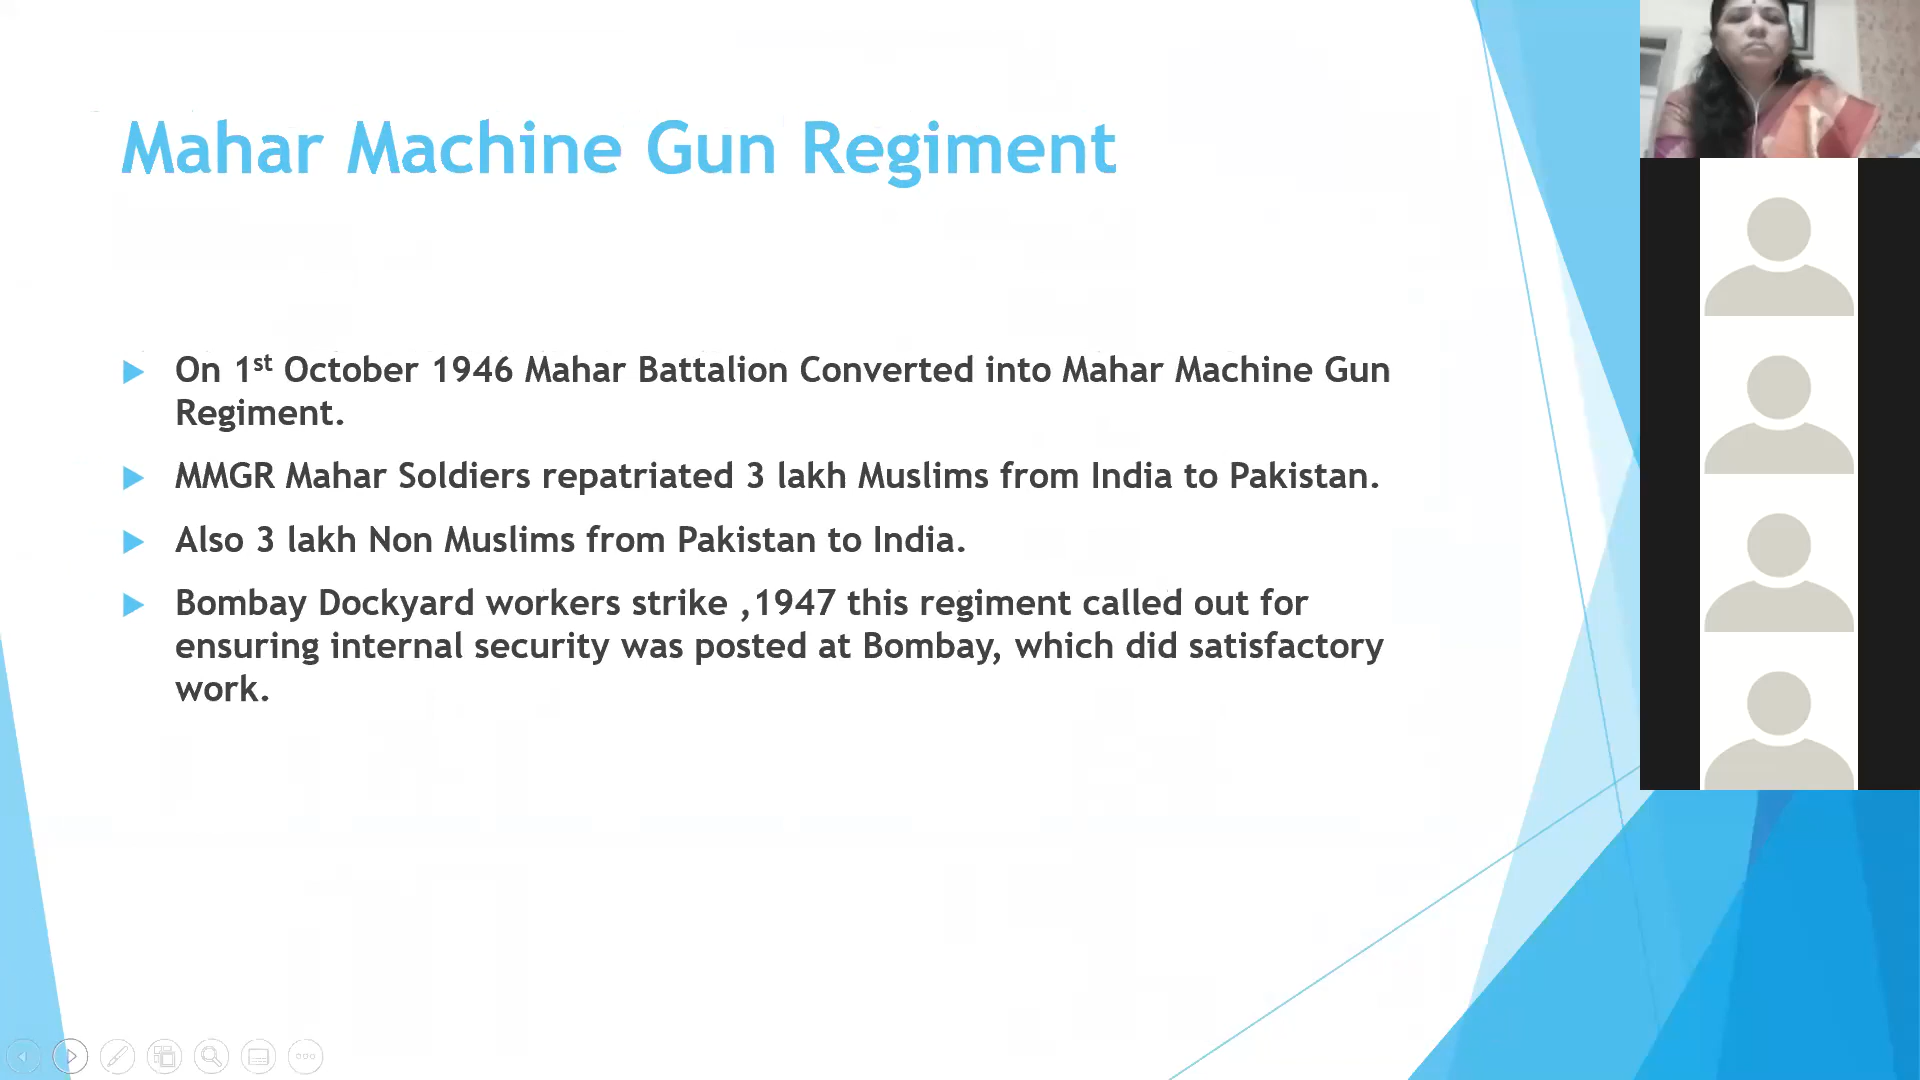 Mahar Machine Gun Regiment
On 1st October 1946 Mahar Battalion Converted into Mahar Machine Gun
Regiment.
MMGR Mahar Soldiers repatriated 3 lakh Muslims from India to Pakistan.
Also 3 lakh Non Muslims from Pakistan to India.
Bombay Dockyard workers strike ,1947 this regiment called out for
ensuring internal security was posted at Bombay, which did satisfactory
work.